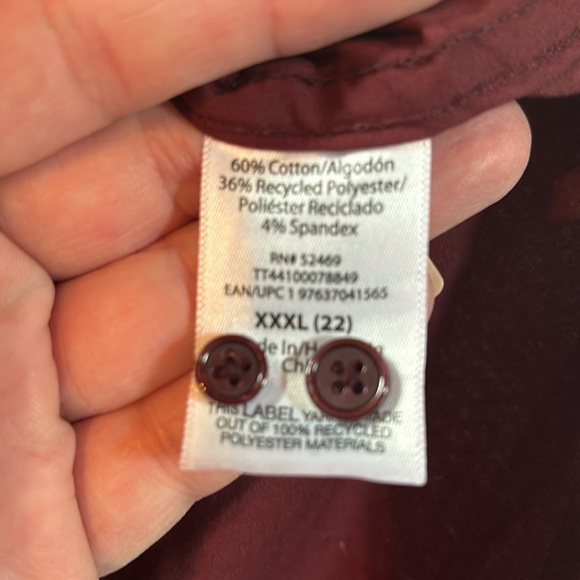 60% Cotton/Algodón
36% Recycled Polyester/
Poliéster Reciclado
4% Spandex
RN# 52469
TT44100078849
EAN/UPC 1 97637041565
XXXL (22)
THIS LABEL
OUT OF 100% RECYCLED
POLYESTER MATERIALS